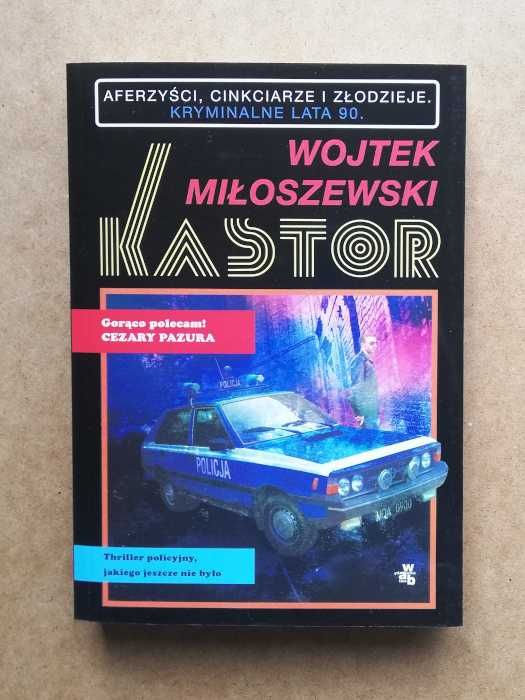 AFERZYŚCI, CINKCIARZE I ZŁODZIEJE.
KRYMINALNE LATA 90.
WOJTEK
MIŁOSZEWSKI
KASTOR
Gorąco polecam!
CEZARY PAZURA
POLICJA
POLICJA
Thriller policyjny,
jakiego jeszcze nie było
w
a
b